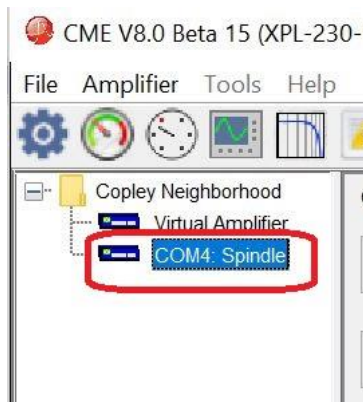 CME V8.0 Beta 15 (XPL-230-
File Amplifier Tools Help
Copley Neighborhood
Virtual Amplifier
COM4: Spindle